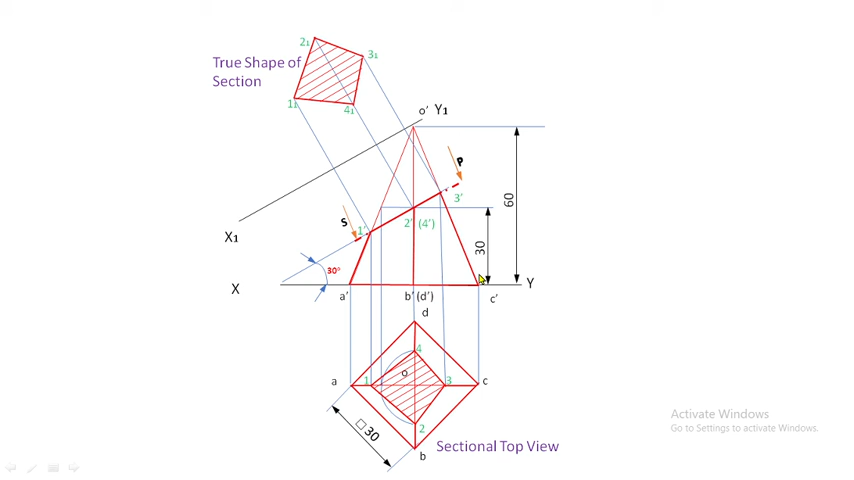 True Shape of
Section
2₁
3₁
1₁
4₁
o'
Y1
X1
S
P
1'
2'
(4')
3'
60
30
30°
X
Y
a'
b'
(d')
c'
d
a
1
4
o
3
c
2
b
□ 30
Sectional Top View
Activate Windows
Go to Settings to activate Windows.